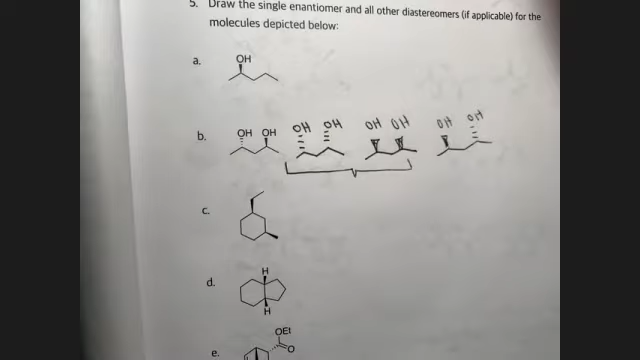 5. Draw the single enantiomer and all other diastereomers (if applicable) for the
molecules depicted below:
a.
OH
b.
OH OH
OH OH
OH OH
OH OH
c.
d.
H
H
OEt
e.
O